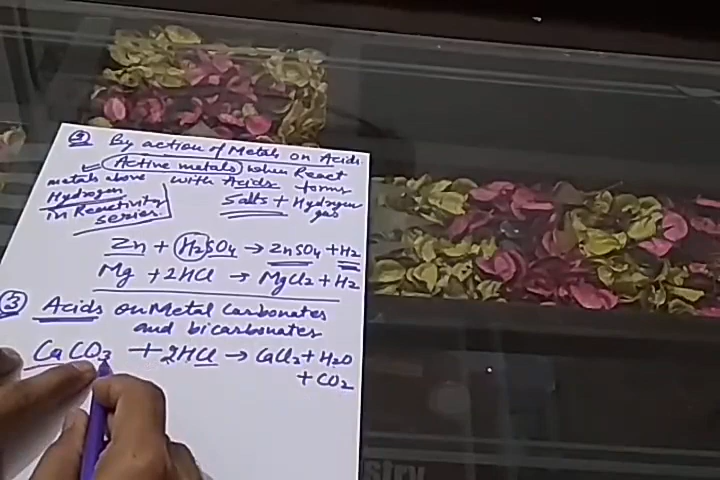 ② By action of Metals on Acids
Active metals when React
with Acids forms
Salts + Hydrogen
gas
metals above
Hydrogen
in Reactivity
series.
Zn + H2SO4 → ZnSO4 + H2
Mg + 2HCl → MgCl2 + H2
③ Acids on Metal Carbonates
and bicarbonates
CaCO3 + 2HCl → CaCl2 + H2O
+ CO2
istry